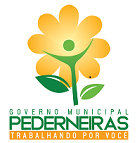 GOVERNO MUNICIPAL
PEDERNEIRAS
TRABALHANDO POR VOCÊ